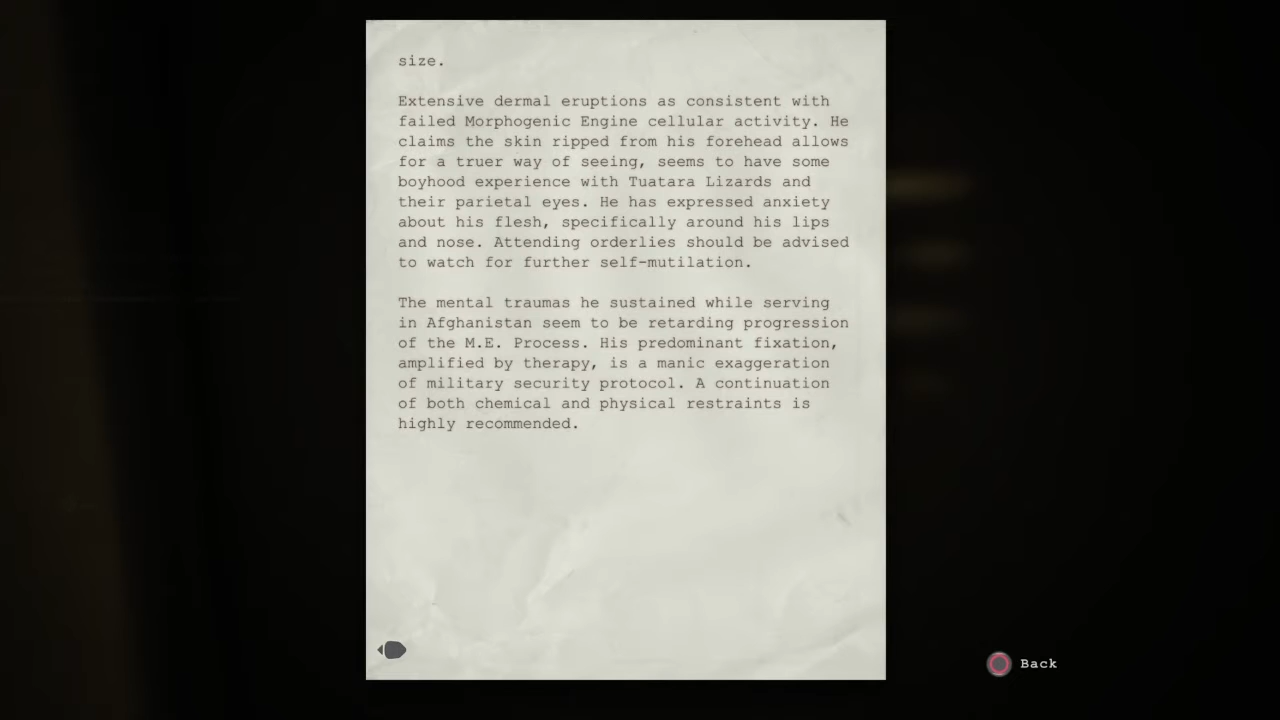 size.
Extensive dermal eruptions as consistent with
failed Morphogenic Engine cellular activity. He
claims the skin ripped from his forehead allows
for a truer way of seeing, seems to have some
boyhood experience with Tuatara Lizards and
their parietal eyes. He has expressed anxiety
about his flesh, specifically around his lips
and nose. Attending orderlies should be advised
to watch for further self-mutilation.
The mental traumas he sustained while serving
in Afghanistan seem to be retarding progression
of the M.E. Process. His predominant fixation,
amplified by therapy, is a manic exaggeration
of military security protocol. A continuation
of both chemical and physical restraints is
highly recommended.
Back